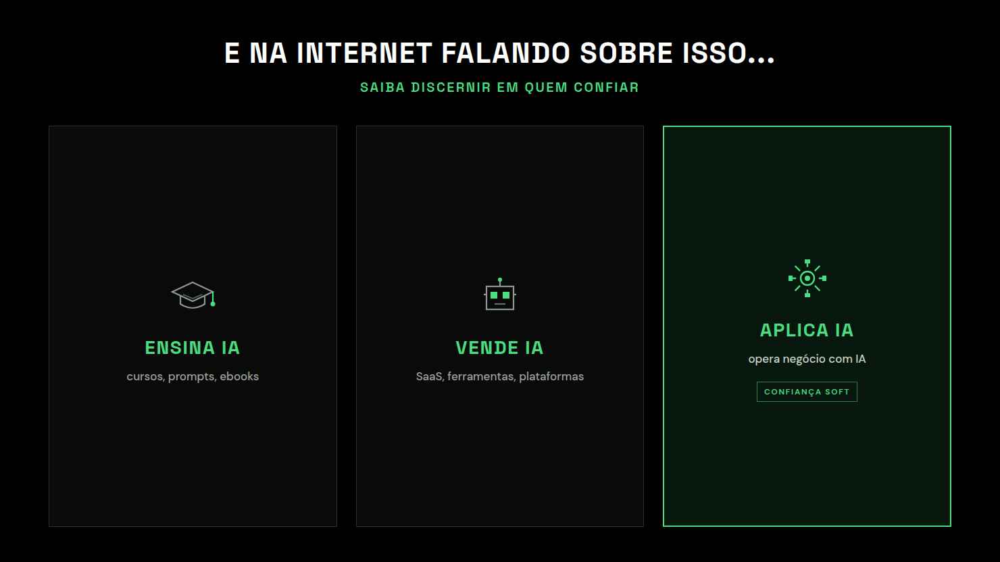 E NA INTERNET FALANDO SOBRE ISSO...
SAIBA DISCERNIR EM QUEM CONFIAR
ENSINA IA
cursos, prompts, ebooks
VENDE IA
SaaS, ferramentas, plataformas
APLICA IA
opera negócio com IA
CONFIANÇA SOFT